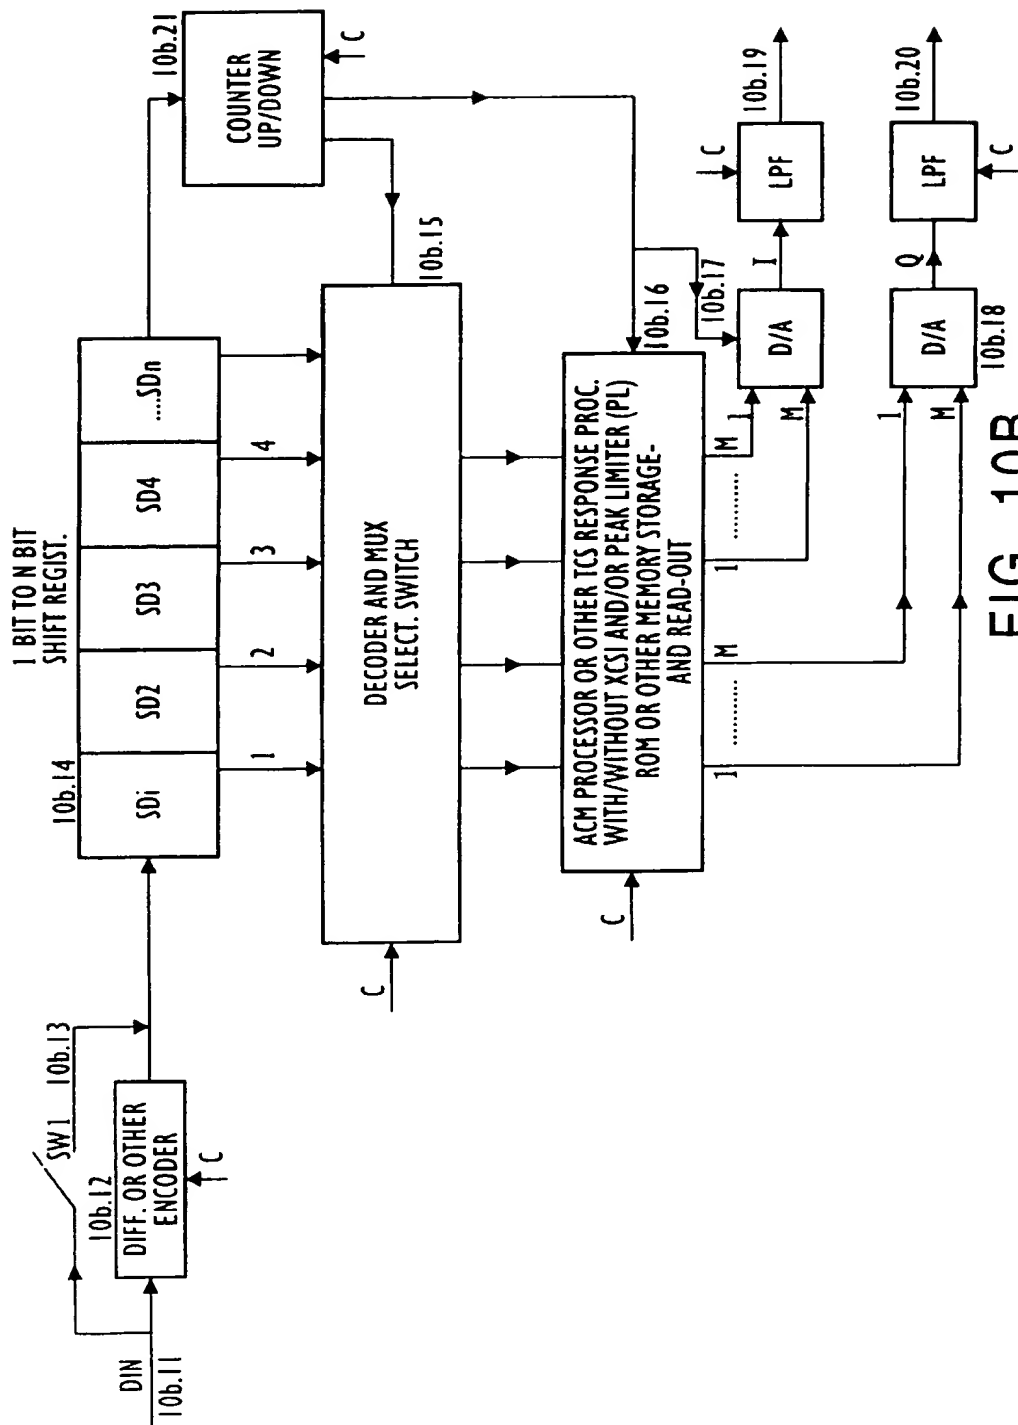 DIN
10b.11
SW1
10b.13
10b.12
DIFF. OR OTHER
ENCODER
C
1 BIT TO N BIT
SHIFT REGIST.
10b.14
SDi
SD2
SD3
SD4
.....SDn
10b.21
COUNTER
UP/DOWN
C
1
2
3
4
C
DECODER AND MUX
SELECT. SWITCH
10b.15
C
ACM PROCESSOR OR OTHER TCS RESPONSE PROC.
WITH/WITHOUT XCSI AND/OR PEAK LIMITER (PL)
ROM OR OTHER MEMORY STORAGE-
AND READ-OUT
10b.16
10b.17
1 ........... M
1 ........... M
1
M
D/A
I
C
LPF
10b.19
1
M
D/A
10b.18
Q
LPF
C
10b.20
FIG. 10B